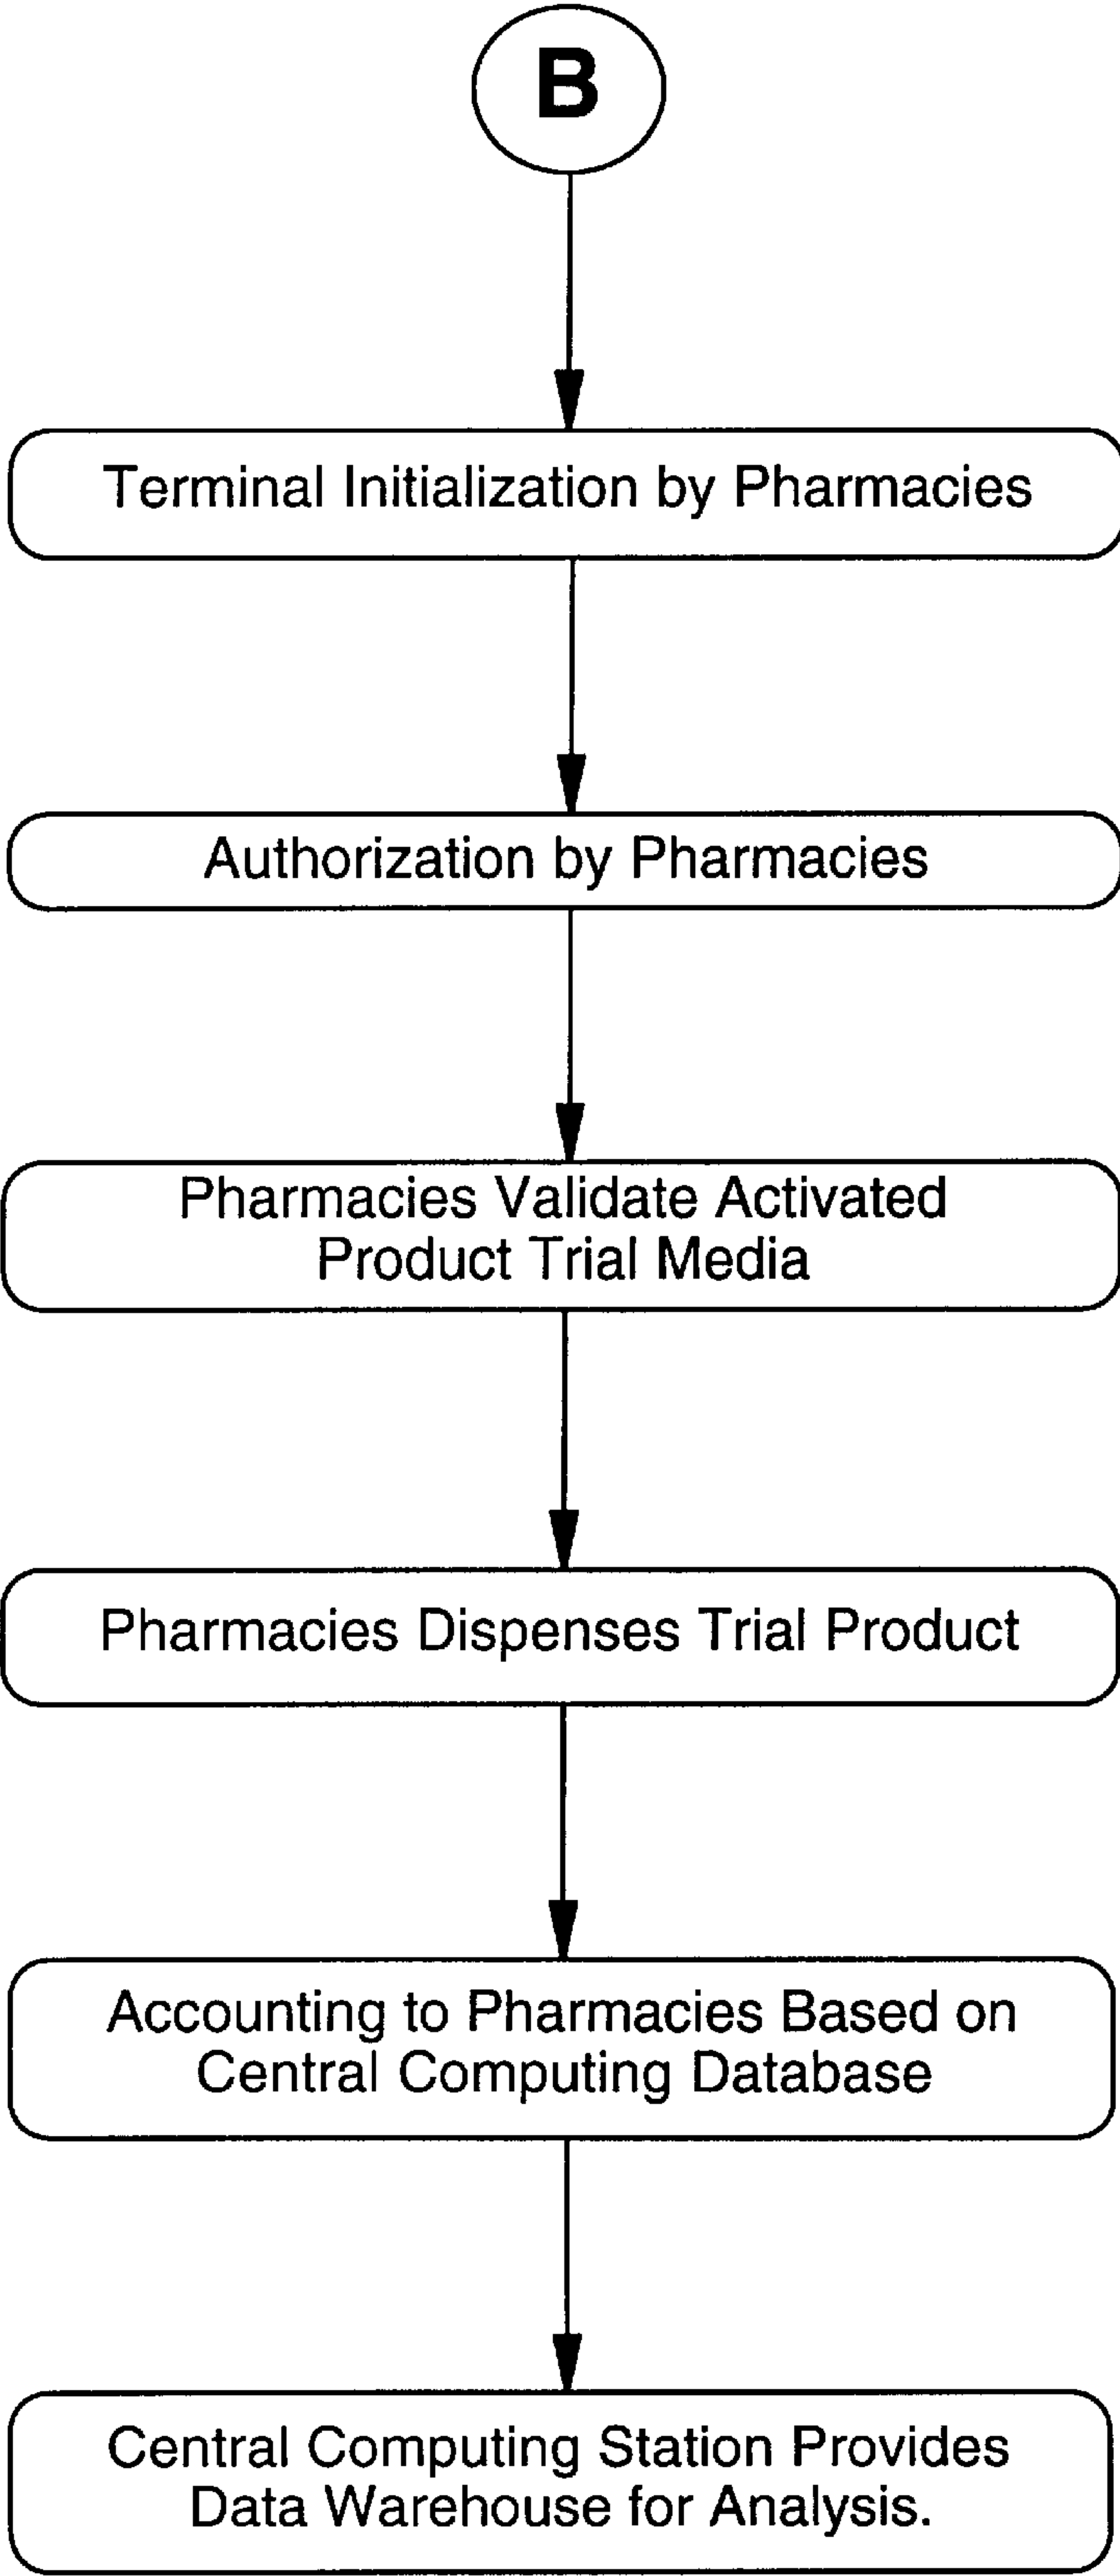 B
Terminal Initialization by Pharmacies
Authorization by Pharmacies
Pharmacies Validate Activated
Product Trial Media
Pharmacies Dispenses Trial Product
Accounting to Pharmacies Based on
Central Computing Database
Central Computing Station Provides
Data Warehouse for Analysis.